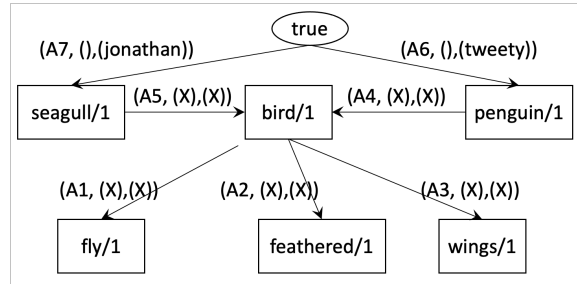 true
(A7, (),(jonathan))
(A6, (),(tweety))
seagull/1
(A5, (X),(X))
bird/1
(A4, (X),(X))
penguin/1
(A1, (X),(X))
(A2, (X),(X))
(A3, (X),(X))
fly/1
feathered/1
wings/1